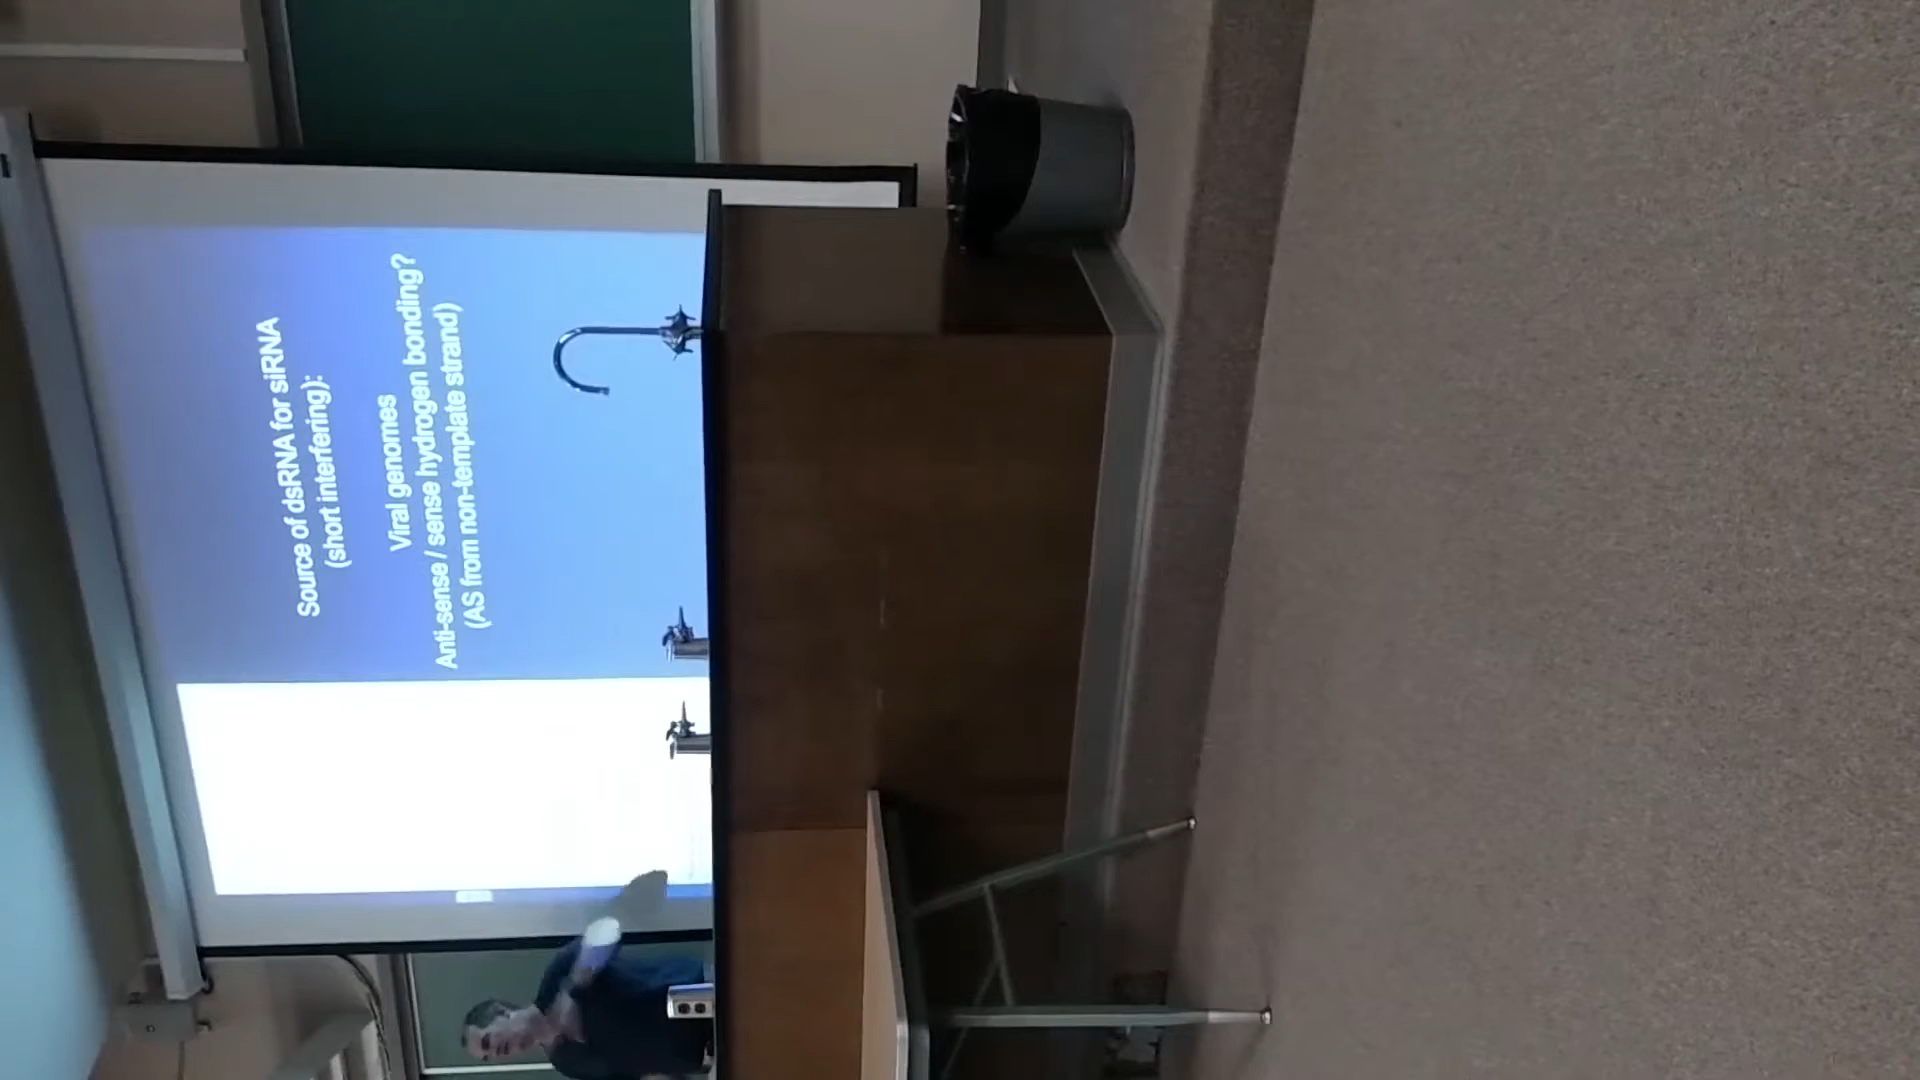 Source of dsRNA for siRNA
(short interfering):
Viral genomes
Anti-sense / sense hydrogen bonding?
(AS from non-template strand)